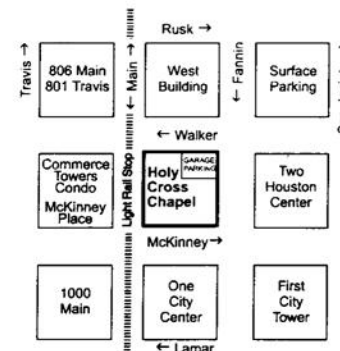 Rusk →
Travis →
806 Main
801 Travis
← Main →
West
Building
← Fannin
Surface
Parking
← Walker
Commerce
Towers
Condo
McKinney
Place
Light Rail Stop
GARAGE
PARKING
Holy
Cross
Chapel
Two
Houston
Center
McKinney→
1000
Main
One
City
Center
First
City
Tower
← Lamar